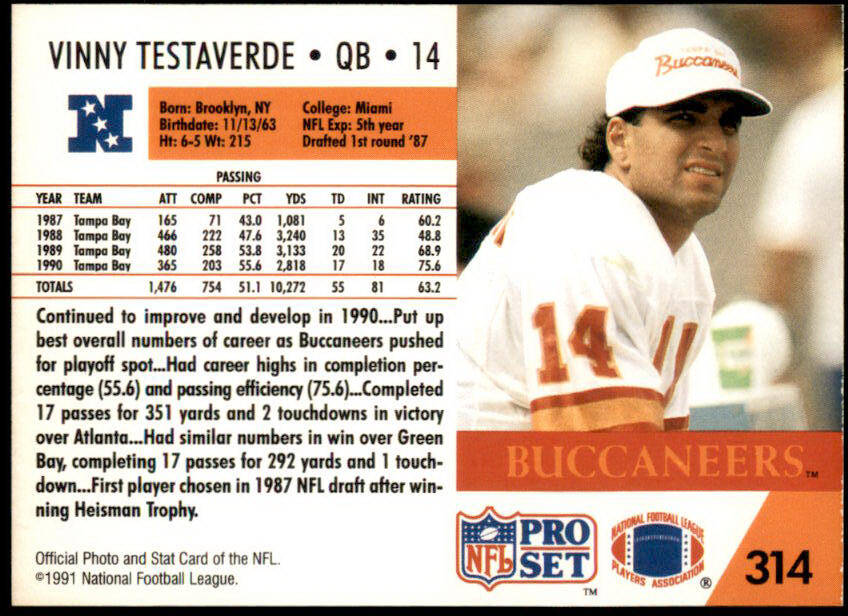 VINNY TESTAVERDE • QB • 14
N
Born: Brooklyn, NY
Birthdate: 11/13/63
Ht: 6-5 Wt: 215
College: Miami
NFL Exp: 5th year
Drafted 1st round '87
PASSING
YEAR TEAM ATT COMP PCT YDS TD INT RATING
1987 Tampa Bay 165 71 43.0 1,081 5 6 60.2
1988 Tampa Bay 466 222 47.6 3,240 13 35 48.8
1989 Tampa Bay 480 258 53.8 3,133 20 22 68.9
1990 Tampa Bay 365 203 55.6 2,818 17 18 75.6
TOTALS 1,476 754 51.1 10,272 55 81 63.2
Continued to improve and develop in 1990...Put up
best overall numbers of career as Buccaneers pushed
for playoff spot...Had career highs in completion per-
centage (55.6) and passing efficiency (75.6)...Completed
17 passes for 351 yards and 2 touchdowns in victory
over Atlanta...Had similar numbers in win over Green
Bay, completing 17 passes for 292 yards and 1 touch-
down...First player chosen in 1987 NFL draft after win-
ning Heisman Trophy.
Official Photo and Stat Card of the NFL.
©1991 National Football League.
Buccaneers
14
14
BUCCANEERS™
NFL
PRO
SET™
NATIONAL FOOTBALL LEAGUE
PLAYERS ASSOCIATION
®
314